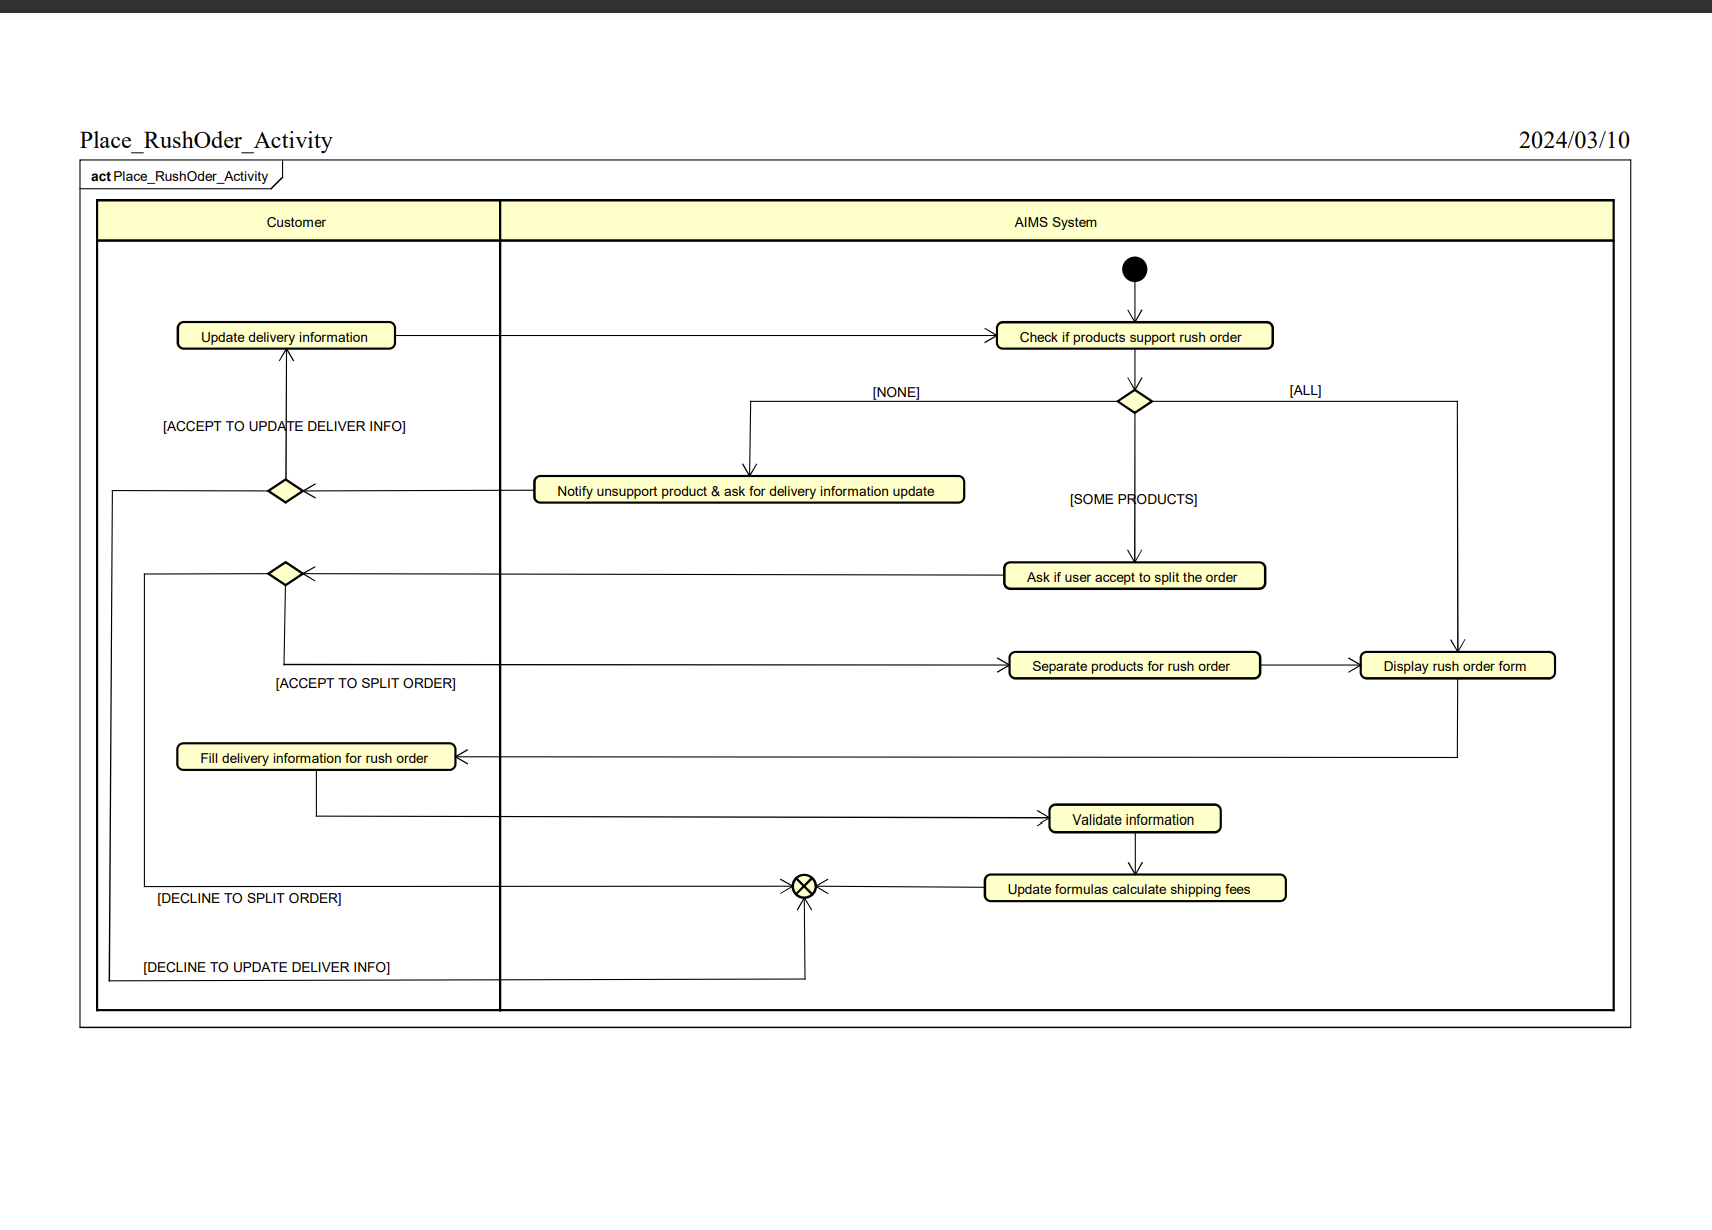 Place_RushOder_Activity
2024/03/10
act Place_RushOder_Activity
Customer
AIMS System
Update delivery information
Check if products support rush order
[NONE]
[ALL]
[ACCEPT TO UPDATE DELIVER INFO]
Notify unsupport product & ask for delivery information update
[SOME PRODUCTS]
Ask if user accept to split the order
Separate products for rush order
Display rush order form
[ACCEPT TO SPLIT ORDER]
Fill delivery information for rush order
Validate information
Update formulas calculate shipping fees
[DECLINE TO SPLIT ORDER]
[DECLINE TO UPDATE DELIVER INFO]